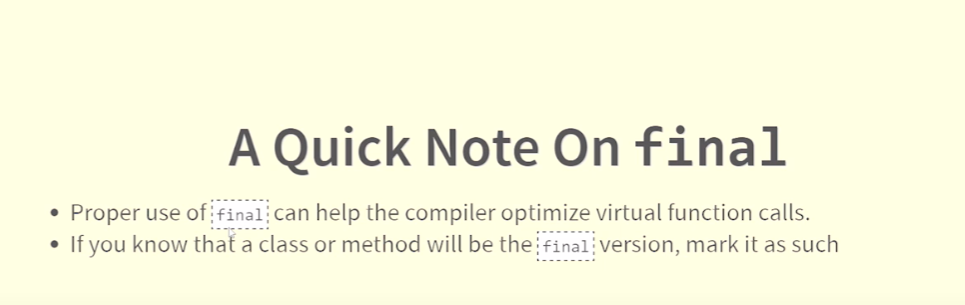 A Quick Note On final
• Proper use of final can help the compiler optimize virtual function calls.
• If you know that a class or method will be the final version, mark it as such